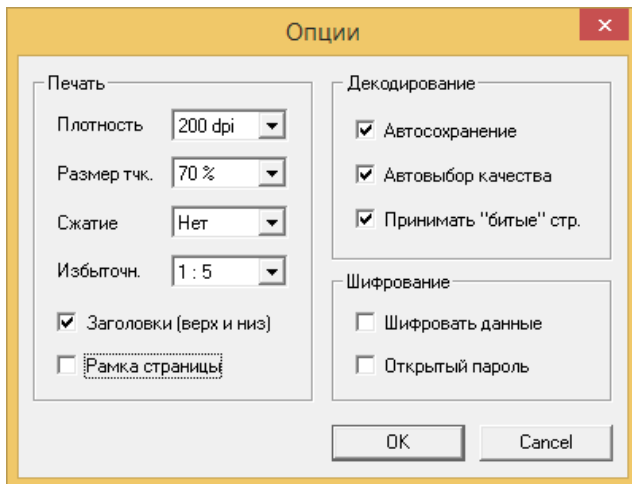 Опции
Печать
Плотность 200 dpi
Размер тчк. 70 %
Сжатие Нет
Избыточн. 1 : 5
Заголовки (верх и низ)
Рамка страницы
Декодирование
Автосохранение
Автовыбор качества
Принимать "битые" стр.
Шифрование
Шифровать данные
Открытый пароль
OK Cancel